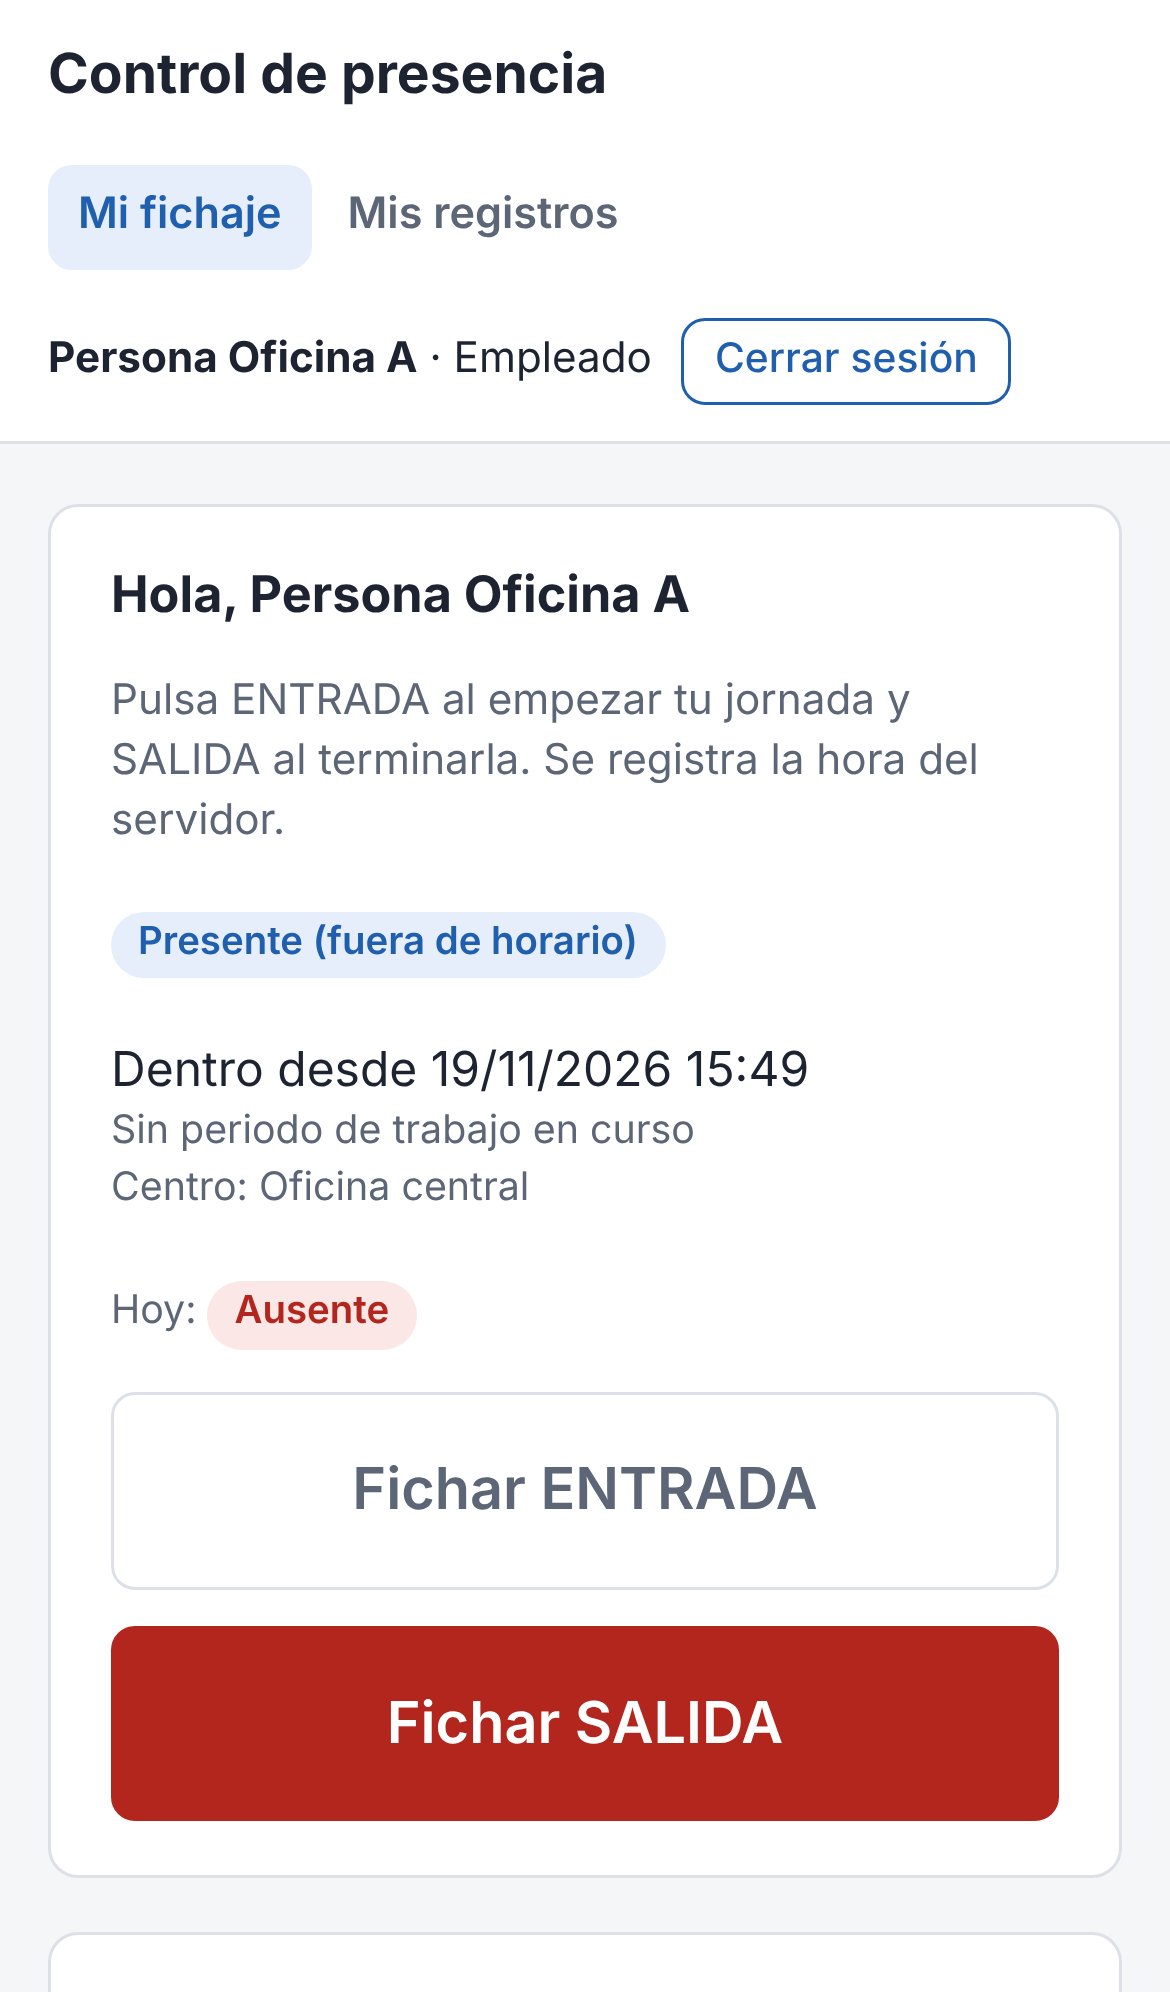 Control de presencia
Mi fichaje
Mis registros
Persona Oficina A · Empleado
Cerrar sesión
Hola, Persona Oficina A
Pulsa ENTRADA al empezar tu jornada y
SALIDA al terminarla. Se registra la hora del
servidor.
Presente (fuera de horario)
Dentro desde 19/11/2026 15:49
Sin periodo de trabajo en curso
Centro: Oficina central
Hoy: Ausente
Fichar ENTRADA
Fichar SALIDA